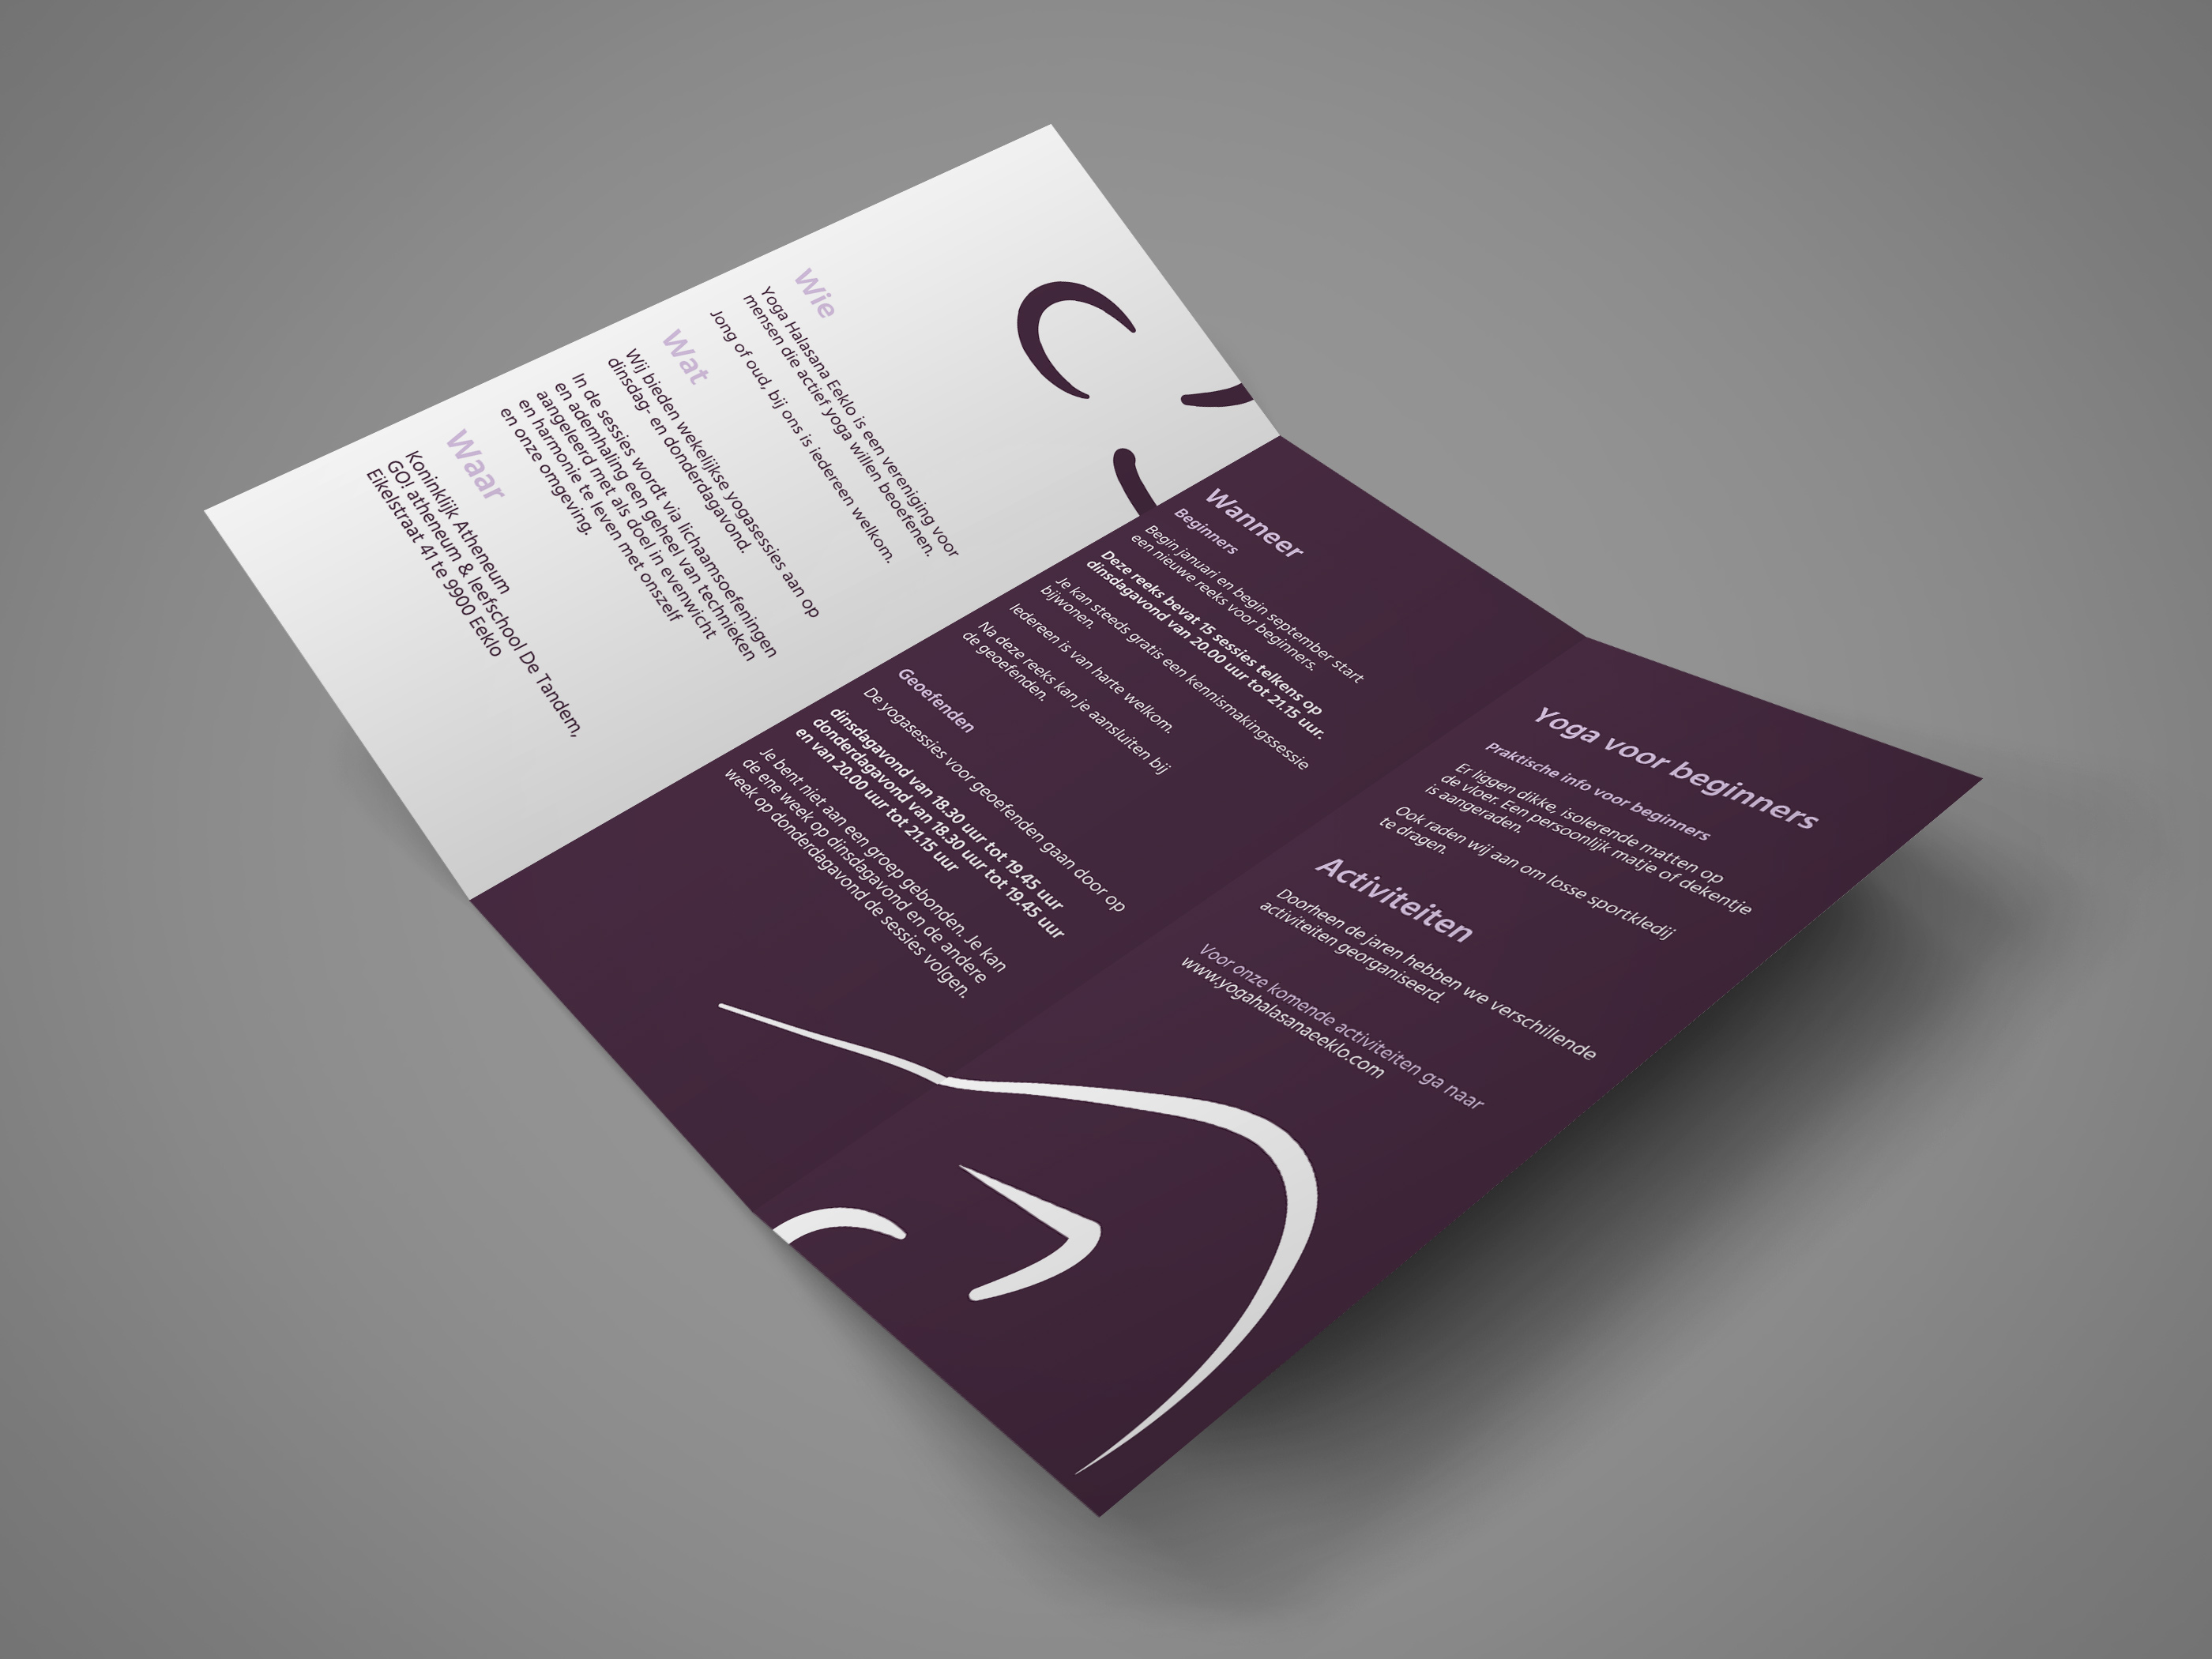 Wie
Yoga Halasana Eeklo is een vereniging voor
mensen die actief yoga willen beoefenen.
Jong of oud, bij ons is iedereen welkom.
Wat
Wij bieden wekelijkse yogasessies aan op
dinsdag- en donderdagavond.
In de sessies wordt via lichaamsoefeningen
en ademhaling een geheel van technieken
aangeleerd met als doel in evenwicht
en harmonie te leven met onszelf
en onze omgeving.
Waar
Koninklijk Atheneum
GO! atheneum & leefschool De Tandem,
Eikelstraat 41 te 9900 Eeklo
Wanneer
Beginners
Begin januari en begin september start
een nieuwe reeks voor beginners.
Deze reeks bevat 15 sessies telkens op
dinsdagavond van 20.00 uur tot 21.15 uur.
Je kan steeds gratis een kennismakingssessie
bijwonen.
Iedereen is van harte welkom.
Na deze reeks kan je aansluiten bij
de geoefenden.
Geoefenden
De yogasessies voor geoefenden gaan door op
dinsdagavond van 18.30 uur tot 19.45 uur
donderdagavond van 18.30 uur tot 19.45 uur
en van 20.00 uur tot 21.15 uur
Je bent niet aan een groep gebonden. Je kan
de ene week op dinsdagavond en de andere
week op donderdagavond de sessies volgen.
Yoga voor beginners
Praktische info voor beginners
Er liggen dikke, isolerende matten op
de vloer. Een persoonlijk matje of dekentje
is aangeraden.
Ook raden wij aan om losse sportkledij
te dragen.
Activiteiten
Doorheen de jaren hebben we verschillende
activiteiten georganiseerd.
Voor onze komende activiteiten ga naar
www.yogahalasanaeeklo.com